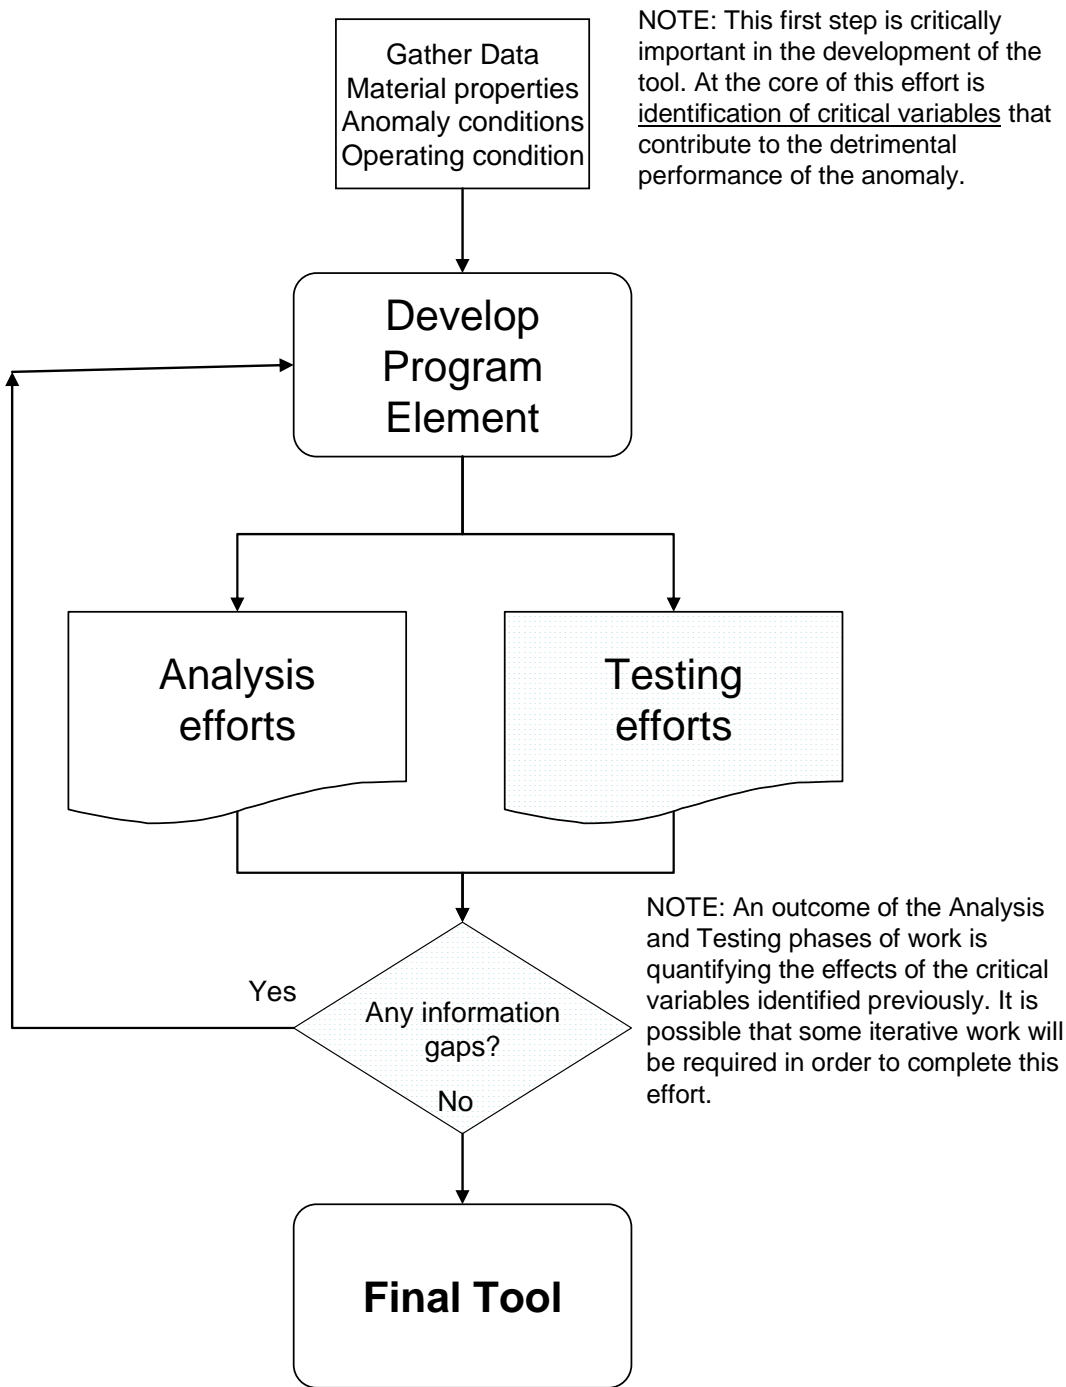 Gather Data
Material properties
Anomaly conditions
Operating condition
NOTE: This first step is critically
important in the development of the
tool. At the core of this effort is
identification of critical variables that
contribute to the detrimental
performance of the anomaly.
Develop
Program
Element
Analysis
efforts
Testing
efforts
NOTE: An outcome of the Analysis
and Testing phases of work is
quantifying the effects of the critical
variables identified previously. It is
possible that some iterative work will
be required in order to complete this
effort.
Yes
Any information
gaps?
No
Final Tool